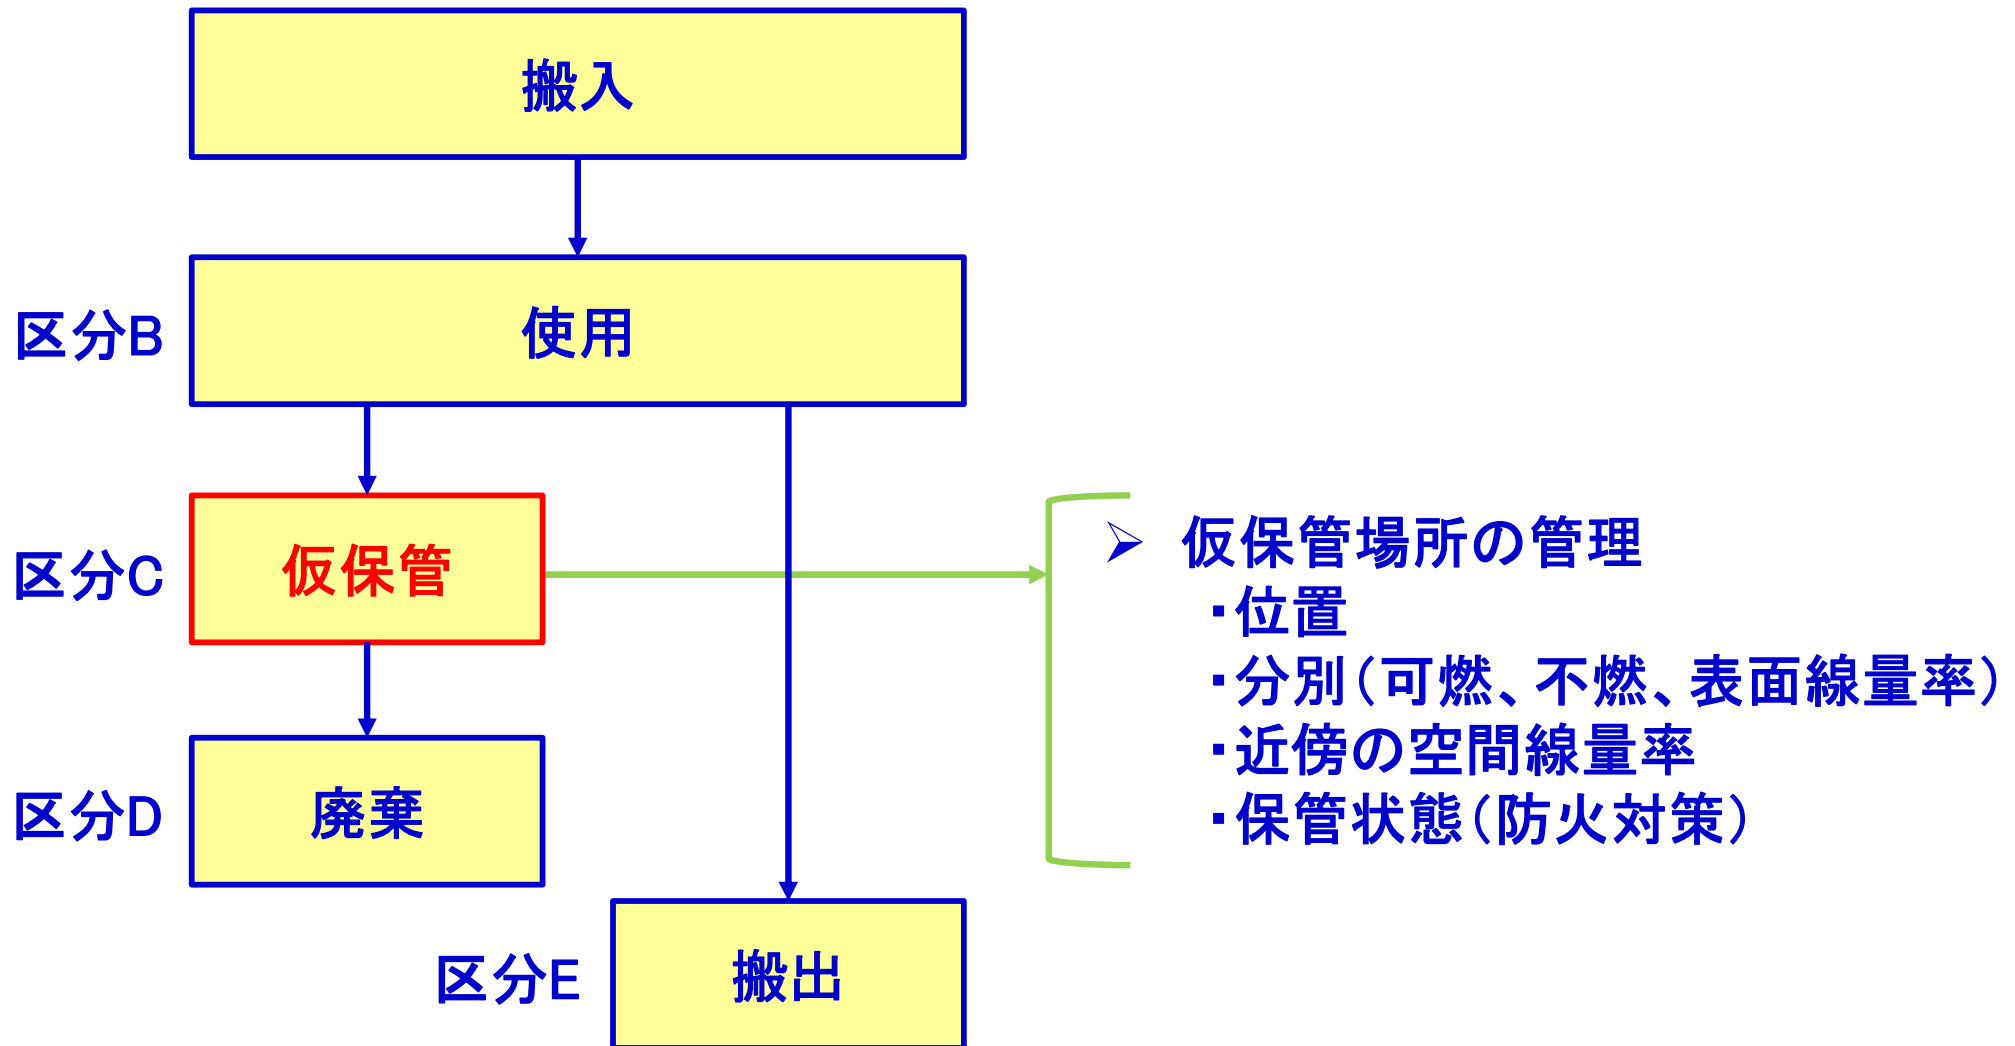 搬入
区分B
使用
区分C
仮保管
➢ 仮保管場所の管理
・位置
・分別(可燃、不燃、表面線量率)
・近傍の空間線量率
・保管状態(防火対策)
区分D
廃棄
区分E
搬出